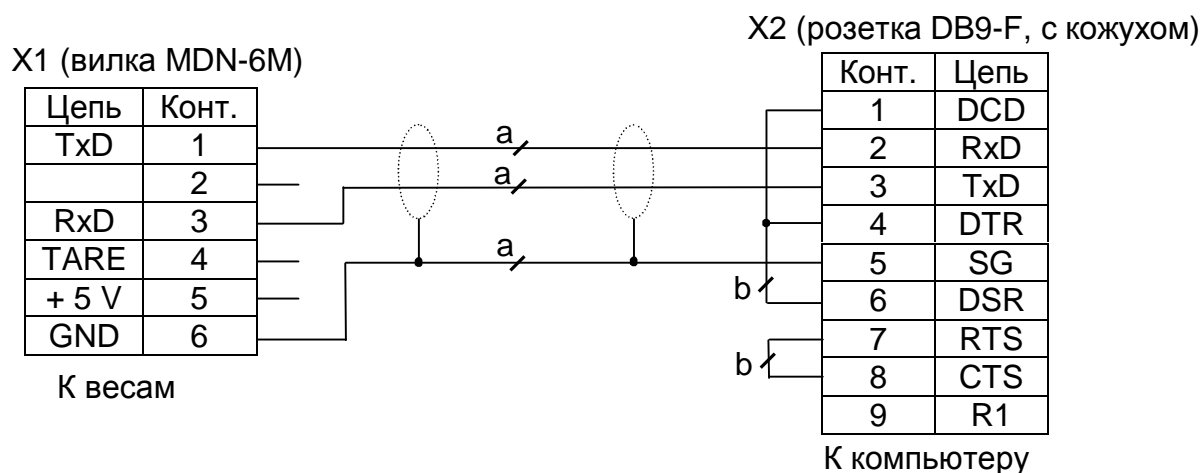 X2 (розетка DB9-F, с кожухом)
X1 (вилка MDN-6M)
Цепь Конт.
TxD 1
2
RxD 3
TARE 4
+ 5 V 5
GND 6
К весам
a
a
a
b
b
Конт. Цепь
1 DCD
2 RxD
3 TxD
4 DTR
5 SG
6 DSR
7 RTS
8 CTS
9 R1
К компьютеру